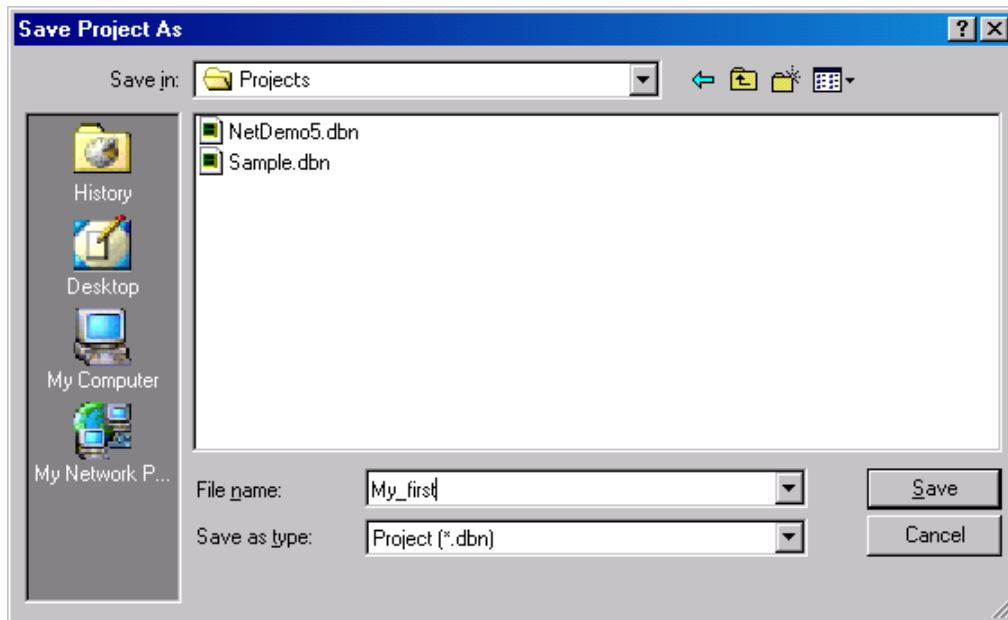 Save Project As
Save in: Projects
NetDemo5.dbn
Sample.dbn
History
Desktop
My Computer
My Network P...
File name: My_first
Save
Save as type: Project (*.dbn)
Cancel